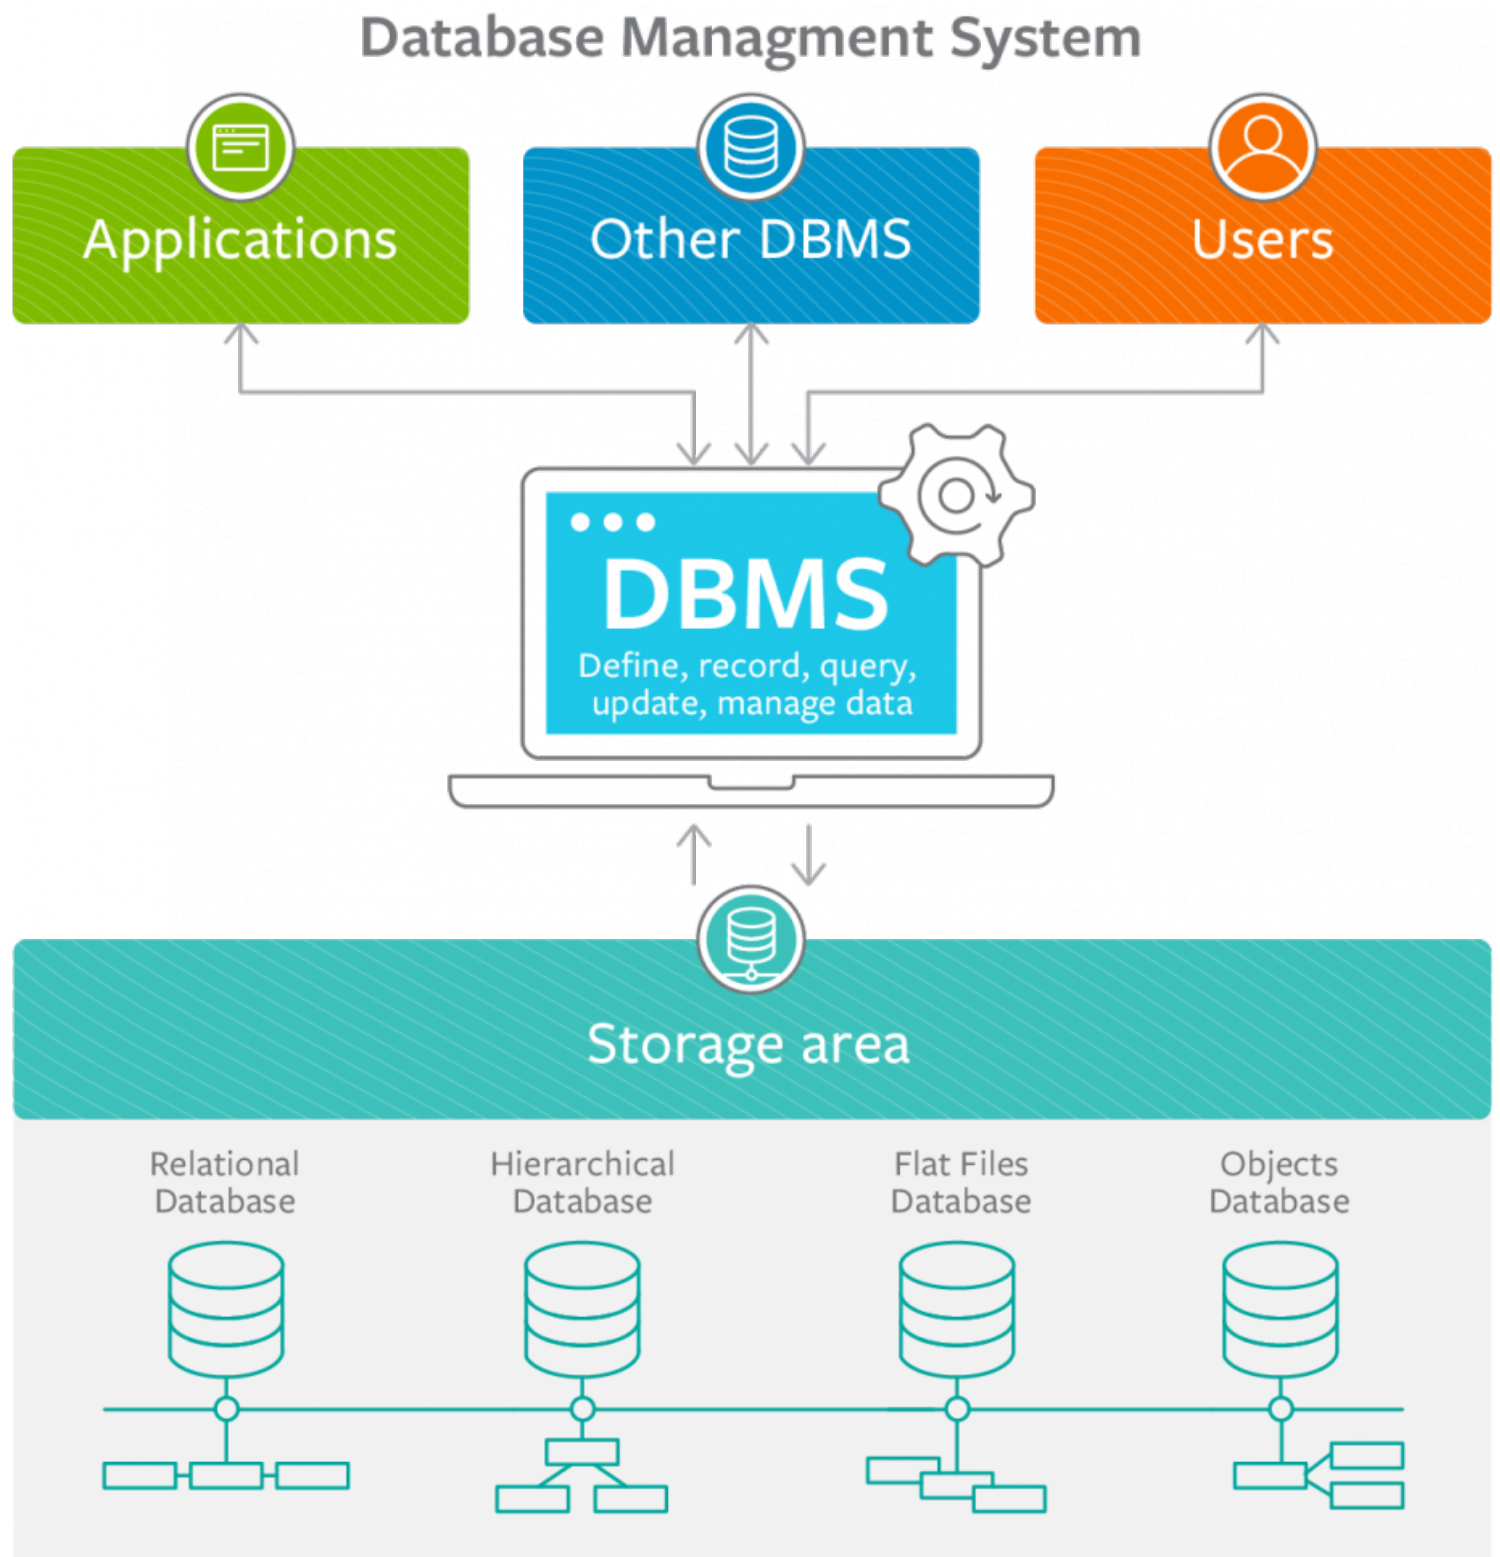 Database Managment System
Applications
Other DBMS
Users
DBMS
Define, record, query,
update, manage data
Storage area
Relational
Database
Hierarchical
Database
Flat Files
Database
Objects
Database